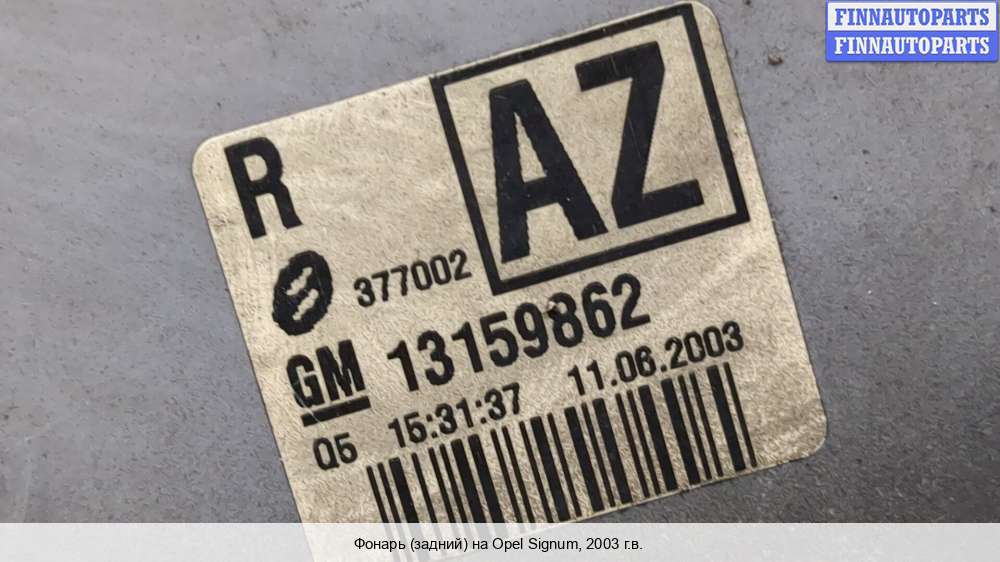 FINNAUTOPARTS
FINNAUTOPARTS
R
AZ
377002
GM 13159862
Q5 15:31:37 11.06.2003
Фонарь (задний) на Opel Signum, 2003 г.в.